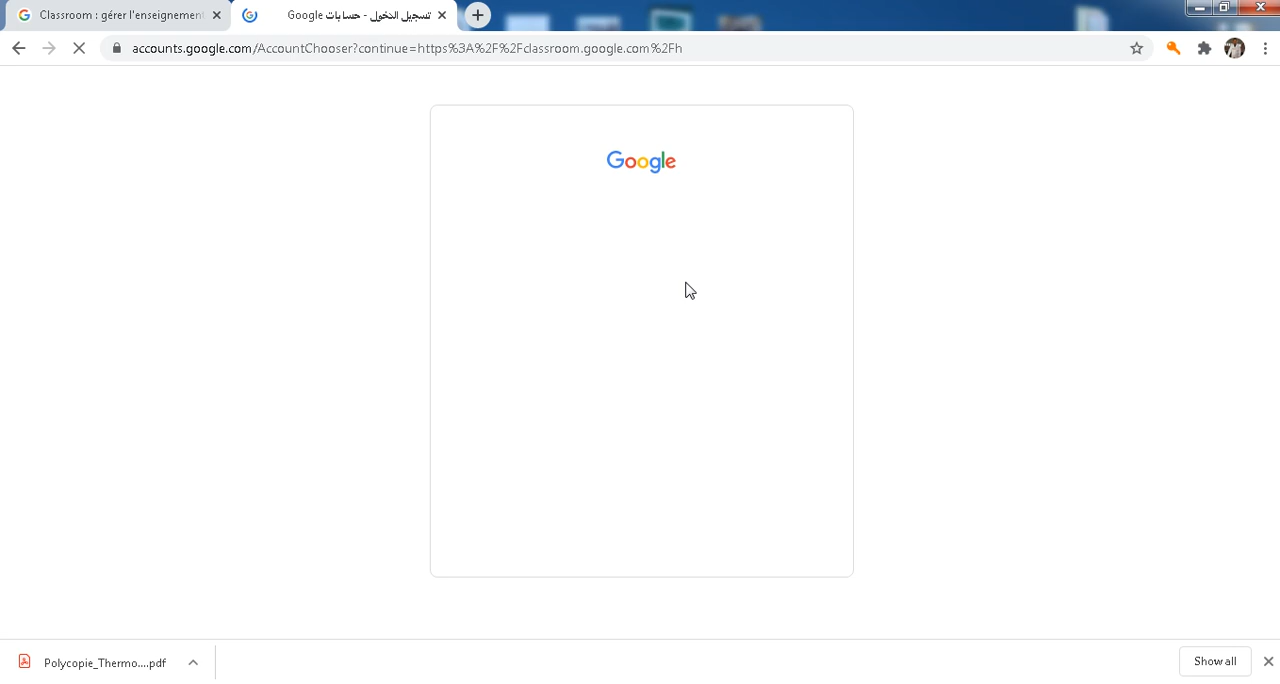 Classroom : gérer l'enseignement
تسجيل الدخول - حسابات Google
accounts.google.com/AccountChooser?continue=https%3A%2F%2Fclassroom.google.com%2Fh
Google
Polycopie_Thermo....pdf
Show all